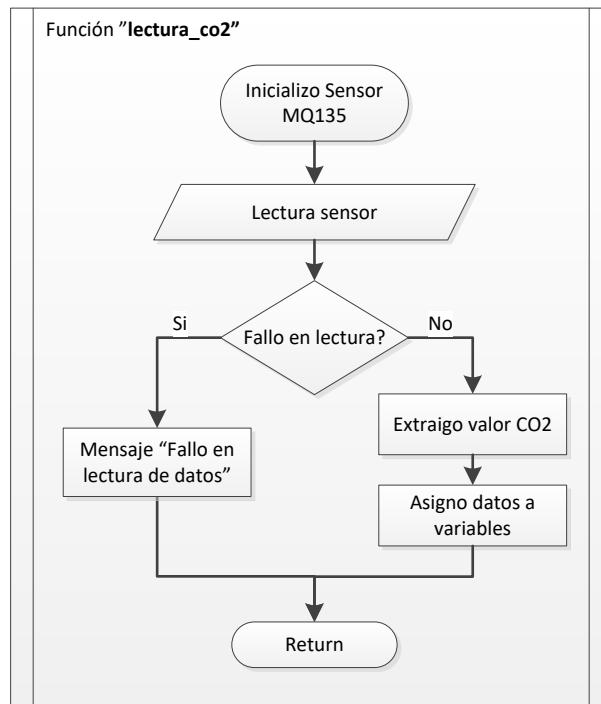 Función ”lectura_co2”
Inicializo Sensor
MQ135
Lectura sensor
Si
Fallo en lectura?
No
Mensaje “Fallo en
lectura de datos”
Extraigo valor CO2
Asigno datos a
variables
Return